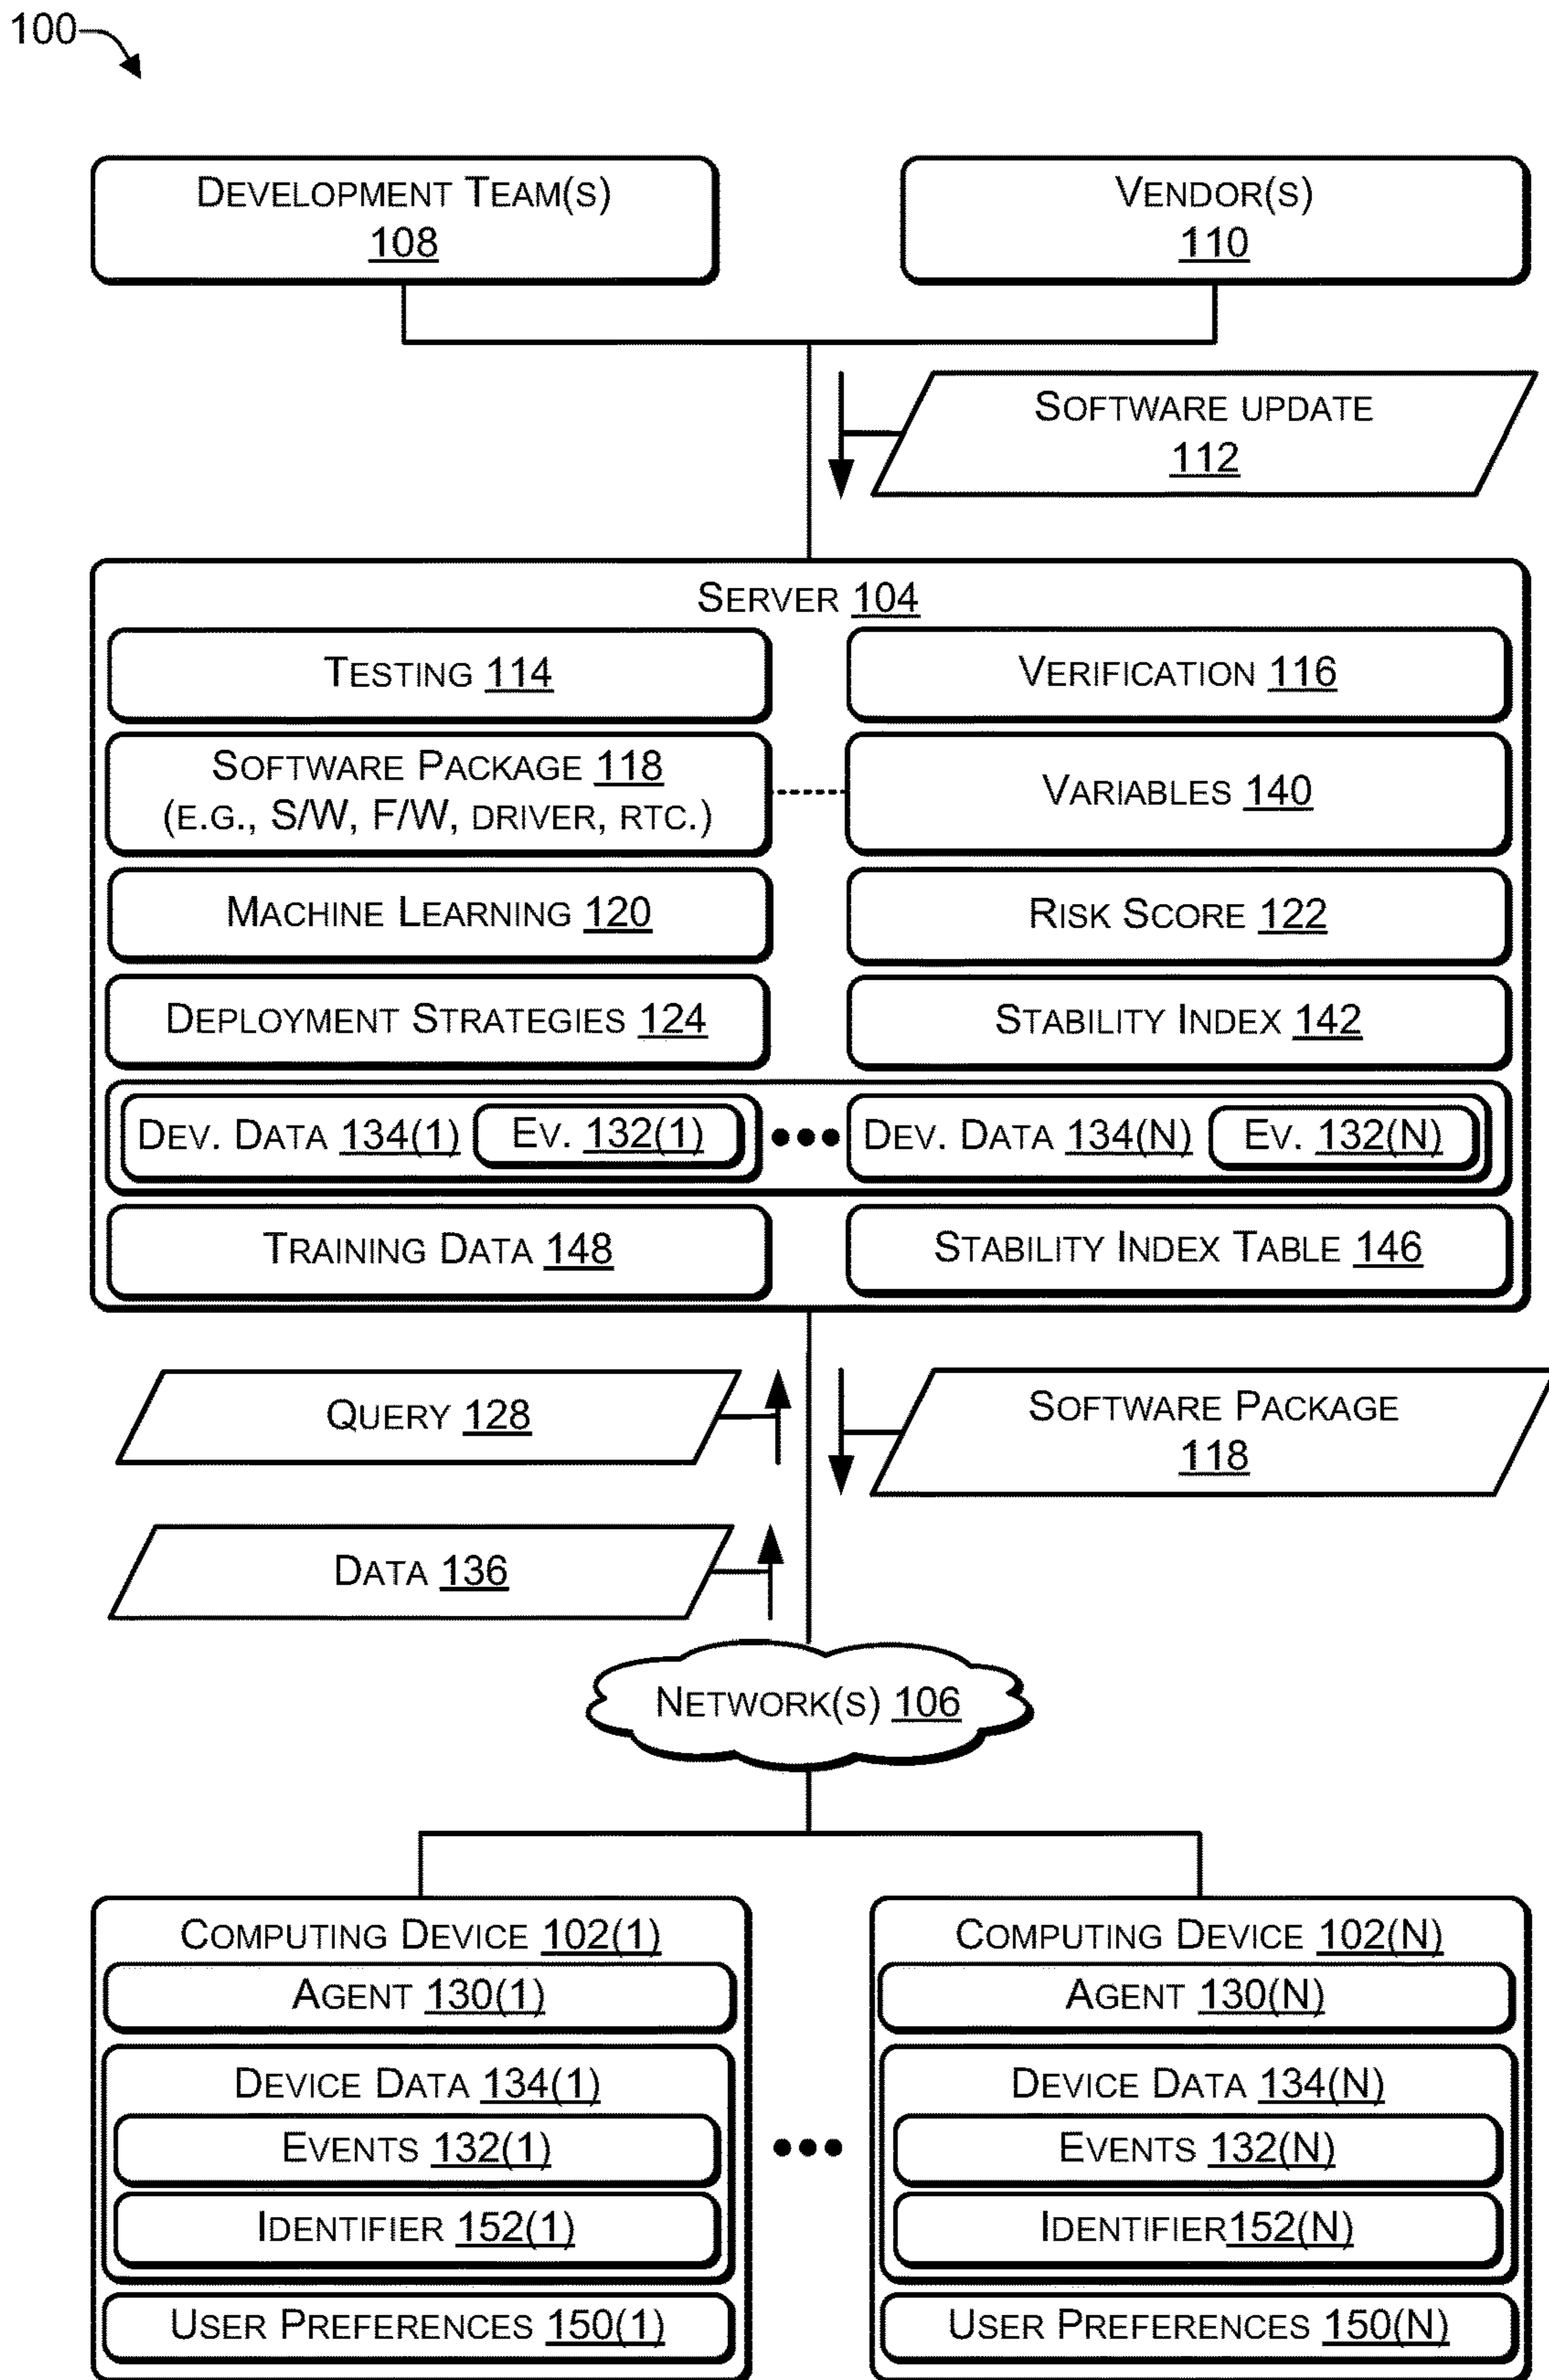 100
DEVELOPMENT TEAM(S)
108
VENDOR(S)
110
SOFTWARE UPDATE
112
SERVER 104
TESTING 114
VERIFICATION 116
SOFTWARE PACKAGE 118
(E.G., S/W, F/W, DRIVER, RTC.)
VARIABLES 140
MACHINE LEARNING 120
RISK SCORE 122
DEPLOYMENT STRATEGIES 124
STABILITY INDEX 142
DEV. DATA 134(1)
EV. 132(1)
DEV. DATA 134(N)
EV. 132(N)
TRAINING DATA 148
STABILITY INDEX TABLE 146
QUERY 128
SOFTWARE PACKAGE
118
DATA 136
NETWORK(S) 106
COMPUTING DEVICE 102(1)
AGENT 130(1)
DEVICE DATA 134(1)
EVENTS 132(1)
IDENTIFIER 152(1)
USER PREFERENCES 150(1)
COMPUTING DEVICE 102(N)
AGENT 130(N)
DEVICE DATA 134(N)
EVENTS 132(N)
IDENTIFIER152(N)
USER PREFERENCES 150(N)